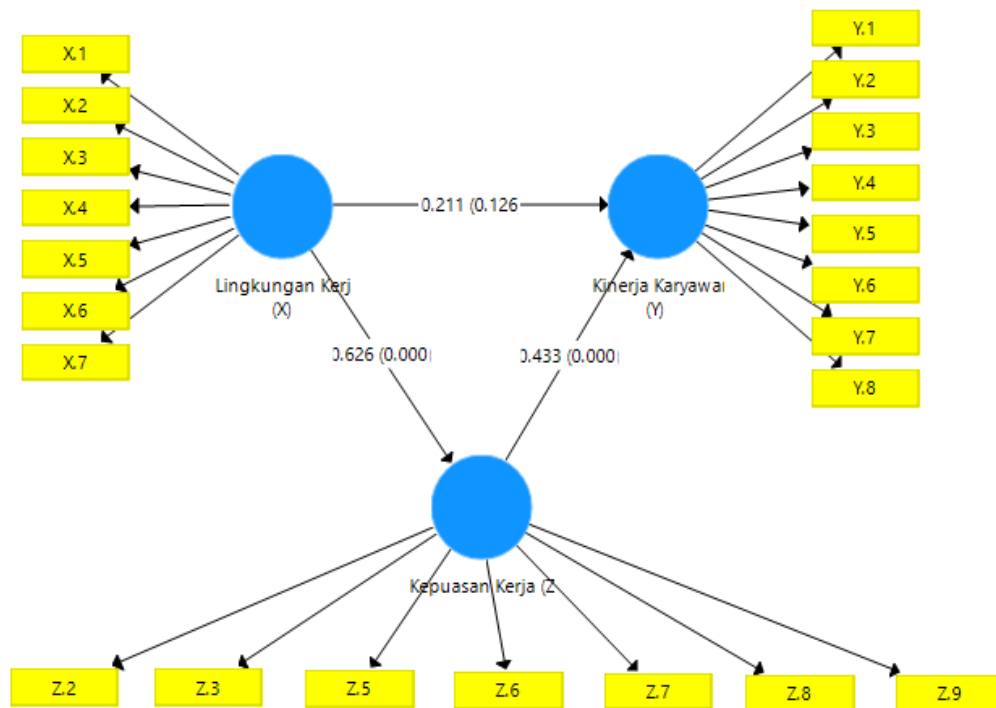 X.1
X.2
X.3
X.4
X.5
X.6
X.7
Y.1
Y.2
Y.3
Y.4
Y.5
Y.6
Y.7
Y.8
0.211 (0.126
Lingkungan Kerj
(X)
Kinerja Karyawa
(Y)
0.626 (0.000
0.433 (0.000
Kepuasan Kerja (Z
Z.2
Z.3
Z.5
Z.6
Z.7
Z.8
Z.9